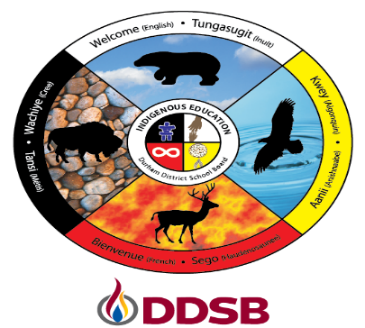 Welcome (English) • Tungasugit (Inuit)
Kwey (Algonquin) • Aanii (Anishinaabe)
Bienvenue (French) • Sego (Haudenosaunee)
Tansi (Métis) • Wachiye (Cree)
INDIGENOUS EDUCATION
Durham District School Board
DDSB